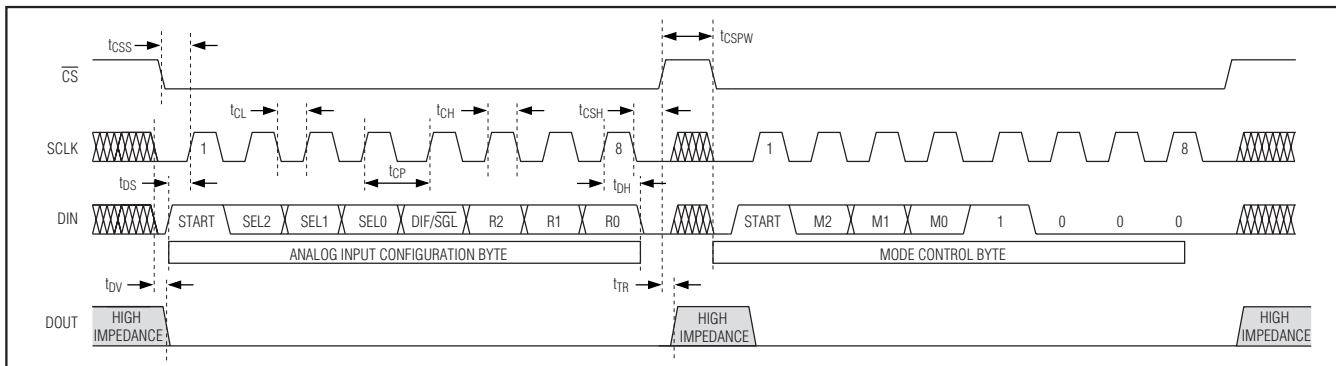 tCSS
tCSPW
CS
tCL
tCH
tCSH
SCLK
1
8
1
8
tCP
tDS
tDH
DIN
START
SEL2
SEL1
SEL0
DIF/SGL
R2
R1
R0
START
M2
M1
M0
1
0
0
0
ANALOG INPUT CONFIGURATION BYTE
MODE CONTROL BYTE
tDV
tTR
DOUT
HIGH
IMPEDANCE
HIGH
IMPEDANCE
HIGH
IMPEDANCE